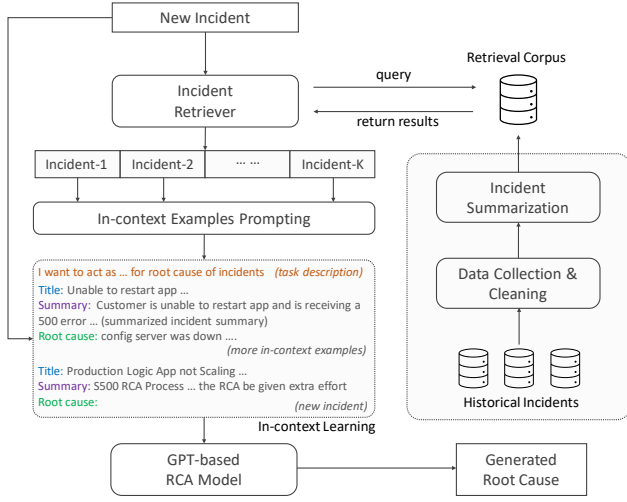 New Incident
Retrieval Corpus
Incident
Retriever
query
return results
Incident-1
Incident-2
... ...
Incident-K
In-context Examples Prompting
I want to act as ... for root cause of incidents (task description)
Title: Unable to restart app ...
Summary: Customer is unable to restart app and is receiving a
500 error ... (summarized incident summary)
Root cause: config server was down ....
(more in-context examples)
Title: Production Logic App not Scaling ...
Summary: S500 RCA Process ... the RCA be given extra effort
Root cause:
(new incident)
In-context Learning
GPT-based
RCA Model
Generated
Root Cause
Incident
Summarization
Data Collection &
Cleaning
Historical Incidents